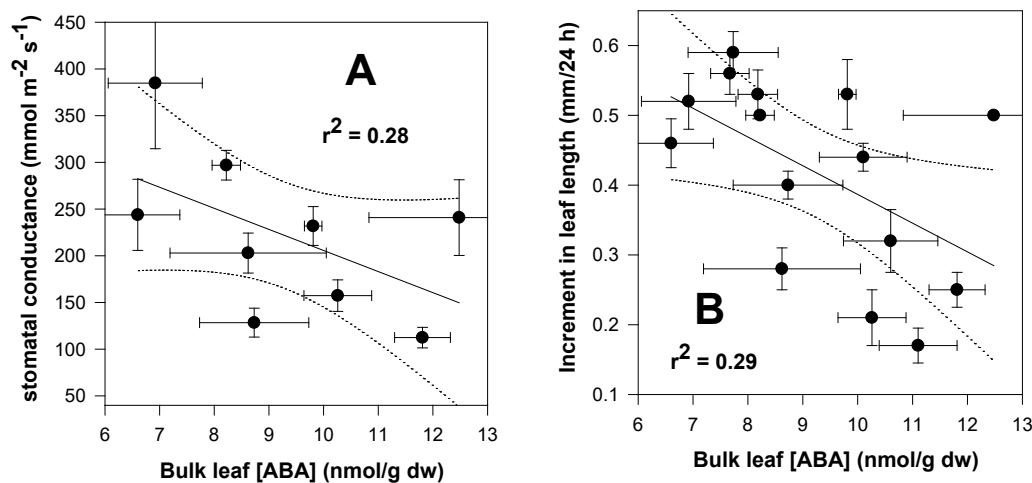 450
400
350
300
250
200
150
100
50
stomatal conductance (mmol m⁻² s⁻¹)
A
r² = 0.28
6 7 8 9 10 11 12 13
Bulk leaf [ABA] (nmol/g dw)
0.6
0.5
0.4
0.3
0.2
0.1
Increment in leaf length (mm/24 h)
B
r² = 0.29
6 7 8 9 10 11 12 13
Bulk leaf [ABA] (nmol/g dw)